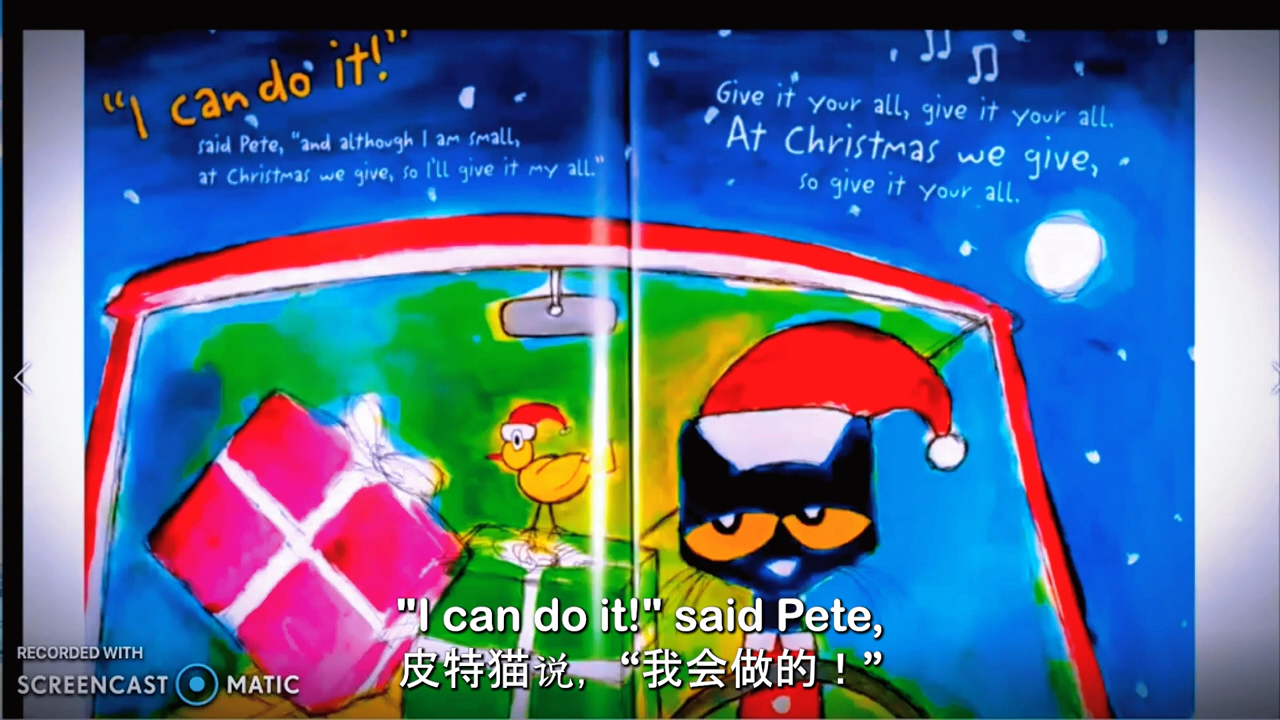 “I can do it!”
said Pete, “and although I am small,
at Christmas we give, so I’ll give it my all.”
Give it your all, give it your all.
At Christmas we give,
so give it your all.
"I can do it!" said Pete,
皮特猫说，“我会做的！”
RECORDED WITH
SCREENCAST MATIC